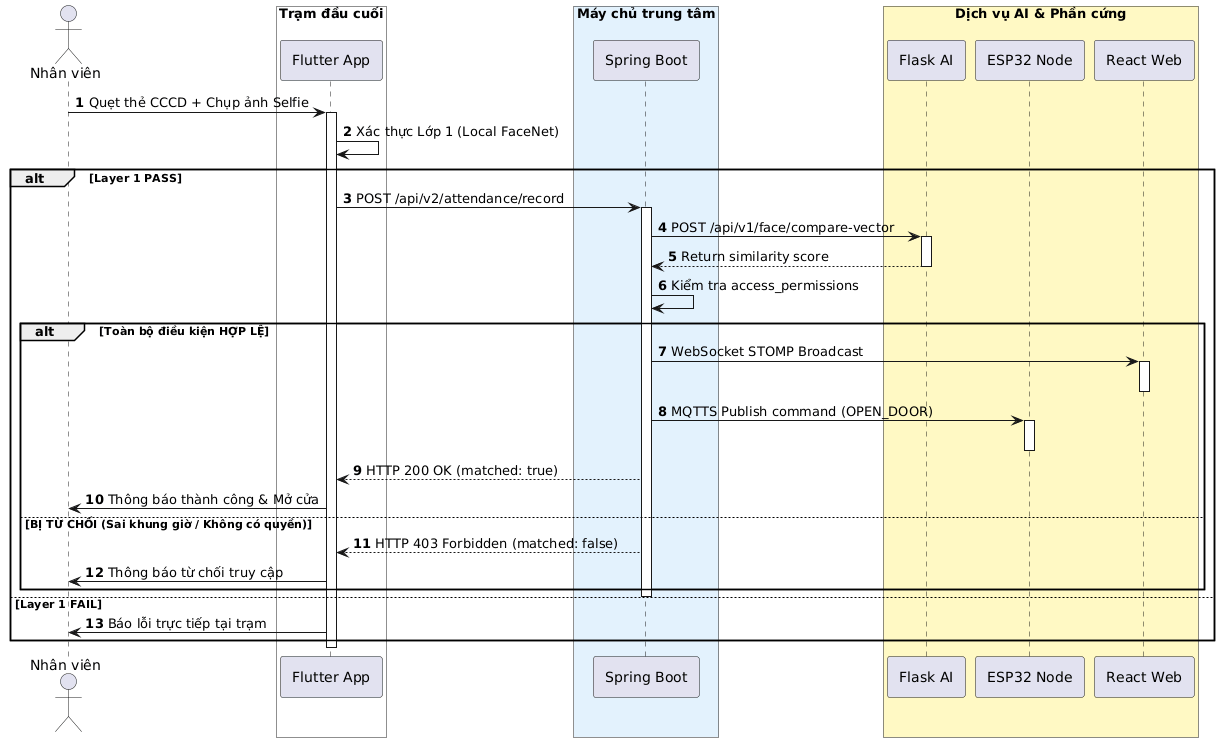 Trạm đầu cuối
Máy chủ trung tâm
Dịch vụ AI & Phần cứng
Nhân viên
Flutter App
Spring Boot
Flask AI
ESP32 Node
React Web
1 Quẹt thẻ CCCD + Chụp ảnh Selfie
2 Xác thực Lớp 1 (Local FaceNet)
alt [Layer 1 PASS]
3 POST /api/v2/attendance/record
4 POST /api/v1/face/compare-vector
5 Return similarity score
6 Kiểm tra access_permissions
alt [Toàn bộ điều kiện HỢP LỆ]
7 WebSocket STOMP Broadcast
8 MQTTS Publish command (OPEN_DOOR)
9 HTTP 200 OK (matched: true)
10 Thông báo thành công & Mở cửa
[BỊ TỪ CHỐI (Sai khung giờ / Không có quyền)]
11 HTTP 403 Forbidden (matched: false)
12 Thông báo từ chối truy cập
[Layer 1 FAIL]
13 Báo lỗi trực tiếp tại trạm
Nhân viên
Flutter App
Spring Boot
Flask AI
ESP32 Node
React Web